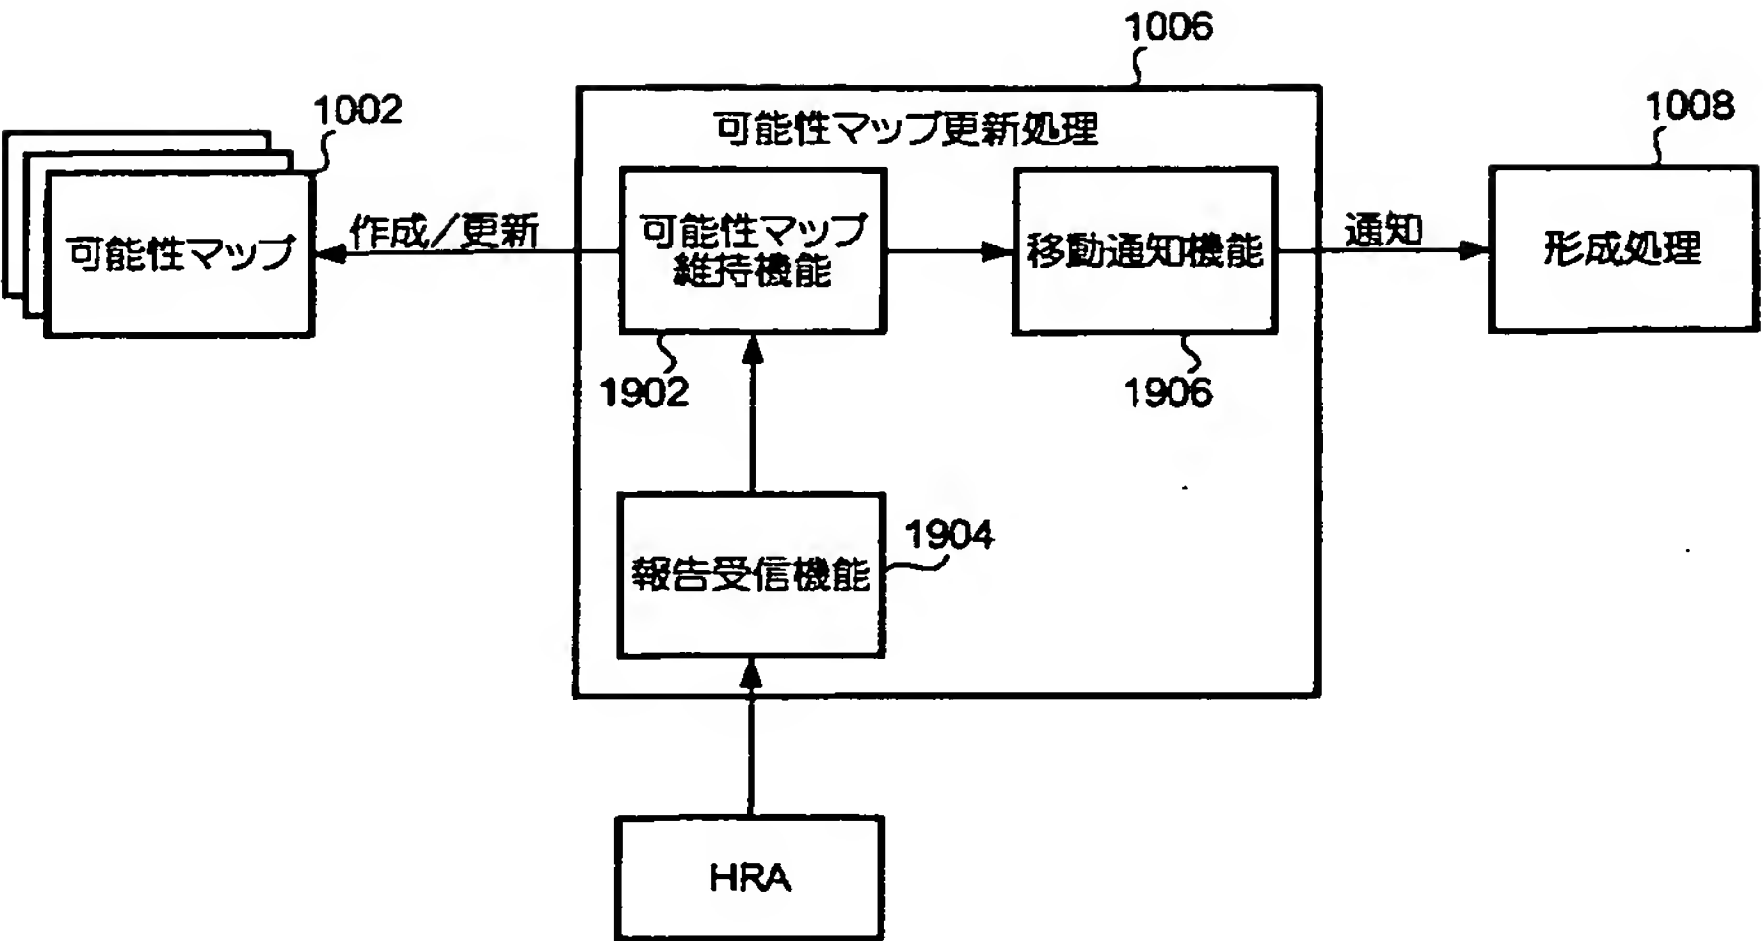 1006
1002
1008
可能性マップ更新処理
可能性マップ
作成／更新
可能性マップ
維持機能
移動通知機能
通知
形成処理
1902
1906
1904
報告受信機能
HRA